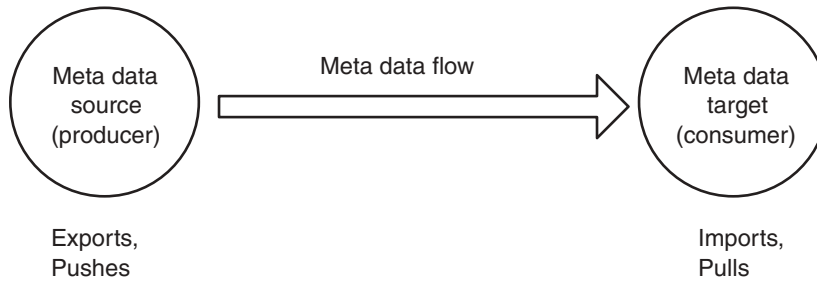 Meta data
source
(producer)
Meta data flow
Meta data
target
(consumer)
Exports,
Pushes
Imports,
Pulls